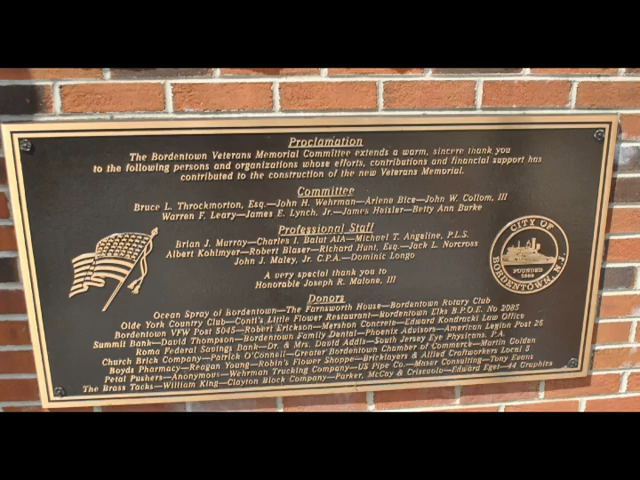 Proclamation
The Bordentown Veterans Memorial Committee extends a warm, sincere thank you
to the following persons and organizations whose efforts, contributions and financial support has
contributed to the construction of the new Veterans Memorial.
Committee
Bruce L. Throckmorton, Esq.—John H. Wehrman—Arlene Bice—John W. Collom, III
Warren F. Leary—James E. Lynch, Jr.—James Heisler—Betty Ann Burke
Professional Staff
Brian J. Murray—Charles I. Balut AIA—Michael T. Angeline, P.L.S.
Albert Kohlmyer—Robert Blaser—Richard Hunt, Esq.—Jack L. Norcross
John J. Maley, Jr. C.P.A.—Dominic Longo
A very special thank you to
Honorable Joseph R. Malone, III
CITY OF
BORDENTOWN, N.J.
FOUNDED
Donors
Ocean Spray of Bordentown—The Farnsworth House—Bordentown Rotary Club
Olde York Country Club—Conti's Little Flower Restaurant—Bordentown Elks B.P.O.E. No 2085
Bordentown VFW Post 5045—Robert Erickson—Mershon Concrete—Edward Kondracki Law Office
Summit Bank—David Thompson—Bordentown Family Dental—Phoenix Advisors—American Legion Post 26
Roma Federal Savings Bank—Dr. & Mrs. David Addis—South Jersey Eye Physicians, P.A.
Church Brick Company—Patrick O'Connell—Greater Bordentown Chamber of Commerce—Martin Golden
Boyds Pharmacy—Reagan Young—Robin's Flower Shoppe—Bricklayers & Allied Craftworkers Local 5
Petal Pushers—Anonymous—Wehrman Trucking Company—US Pipe Co.—Maser Consulting—Tony Evans
The Brass Tacks—William King—Clayton Block Company—Parker, McCay & Criscuolo—Edward Eget—44 Graphics